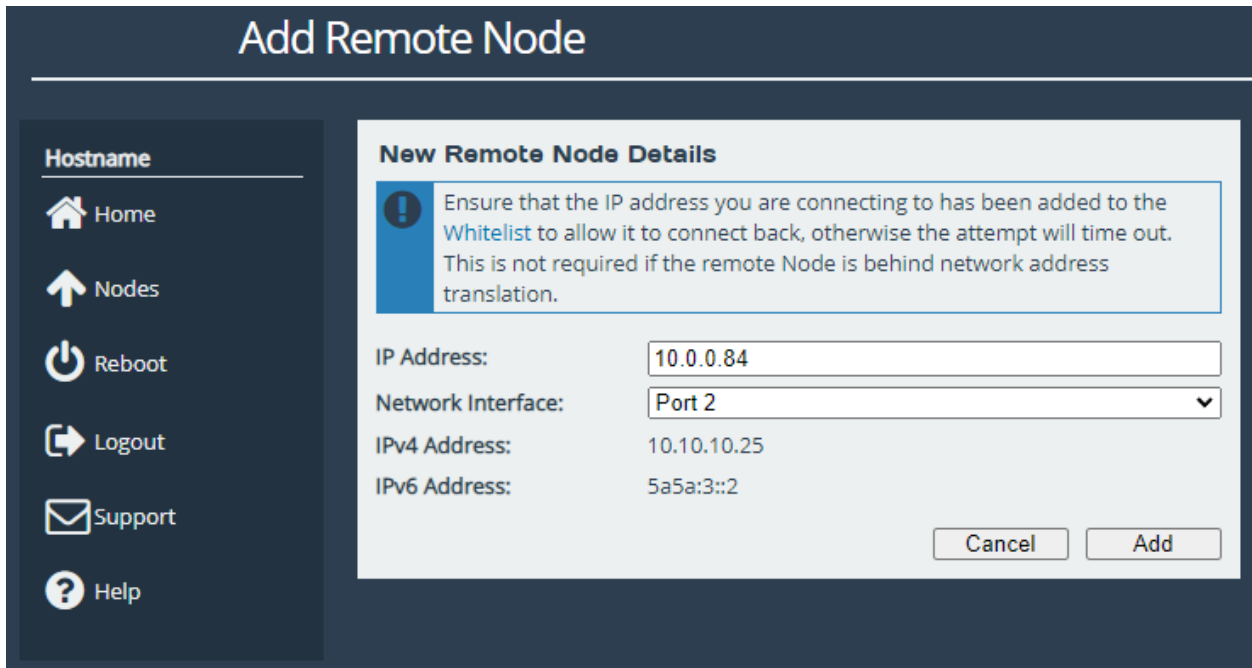 Add Remote Node
Hostname
Home
Nodes
Reboot
Logout
Support
Help
New Remote Node Details
Ensure that the IP address you are connecting to has been added to the
Whitelist to allow it to connect back, otherwise the attempt will time out.
This is not required if the remote Node is behind network address
translation.
IP Address: 10.0.0.84
Network Interface: Port 2
IPv4 Address: 10.10.10.25
IPv6 Address: 5a5a:3::2
Cancel Add